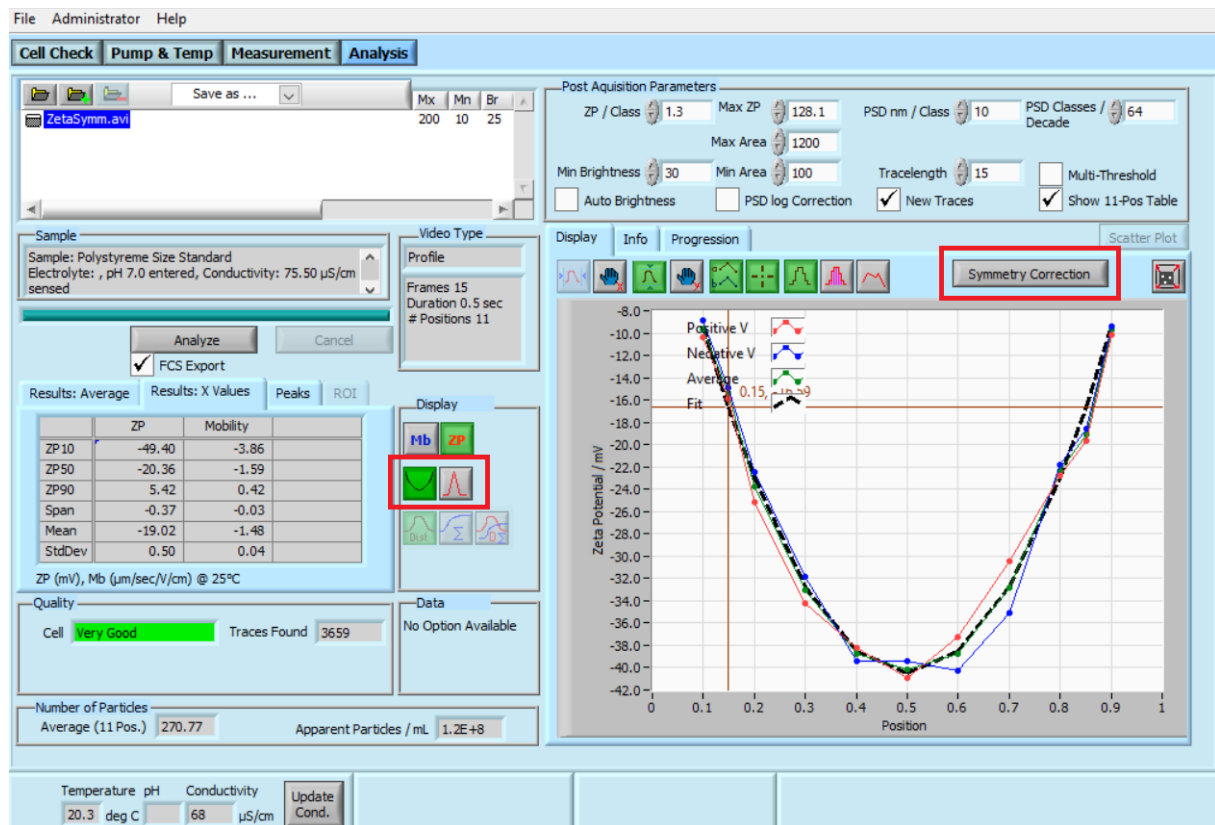 File Administrator Help
Cell Check Pump & Temp Measurement Analysis
Save as ... Mx Mn Br
ZetaSymm.avi 200 10 25
Post Aquisition Parameters
ZP / Class 1.3 Max ZP 128.1 PSD nm / Class 10 PSD Classes / Decade 64
Max Area 1200
Min Brightness 30 Min Area 100 Tracelength 15 Multi-Threshold
Auto Brightness PSD log Correction New Traces Show 11-Pos Table
Sample
Sample: Polystyreme Size Standard
Electrolyte: , pH 7.0 entered, Conductivity: 75.50 µS/cm
sensed
Video Type
Profile
Frames 15
Duration 0.5 sec
# Positions 11
Analyze Cancel
FCS Export
Results: Average Results: X Values Peaks ROI
ZP Mobility
ZP10 -49.40 -3.86
ZP50 -20.36 -1.59
ZP90 5.42 0.42
Span -0.37 -0.03
Mean -19.02 -1.48
StdDev 0.50 0.04
ZP (mV), Mb (µm/sec/V/cm) @ 25°C
Display
Mb ZP
Dist Σ
Quality
Cell Very Good Traces Found 3659
Data
No Option Available
Number of Particles
Average (11 Pos.) 270.77 Apparent Particles / mL 1.2E+8
Display Info Progression Scatter Plot
Symmetry Correction
Positive V
Negative V
Average
Fit
0.15,
Zeta Potential / mV
-8.0
-10.0
-12.0
-14.0
-16.0
-18.0
-20.0
-22.0
-24.0
-26.0
-28.0
-30.0
-32.0
-34.0
-36.0
-38.0
-40.0
-42.0
0 0.1 0.2 0.3 0.4 0.5 0.6 0.7 0.8 0.9 1
Position
Temperature pH Conductivity
20.3 deg C 68 µS/cm
Update
Cond.